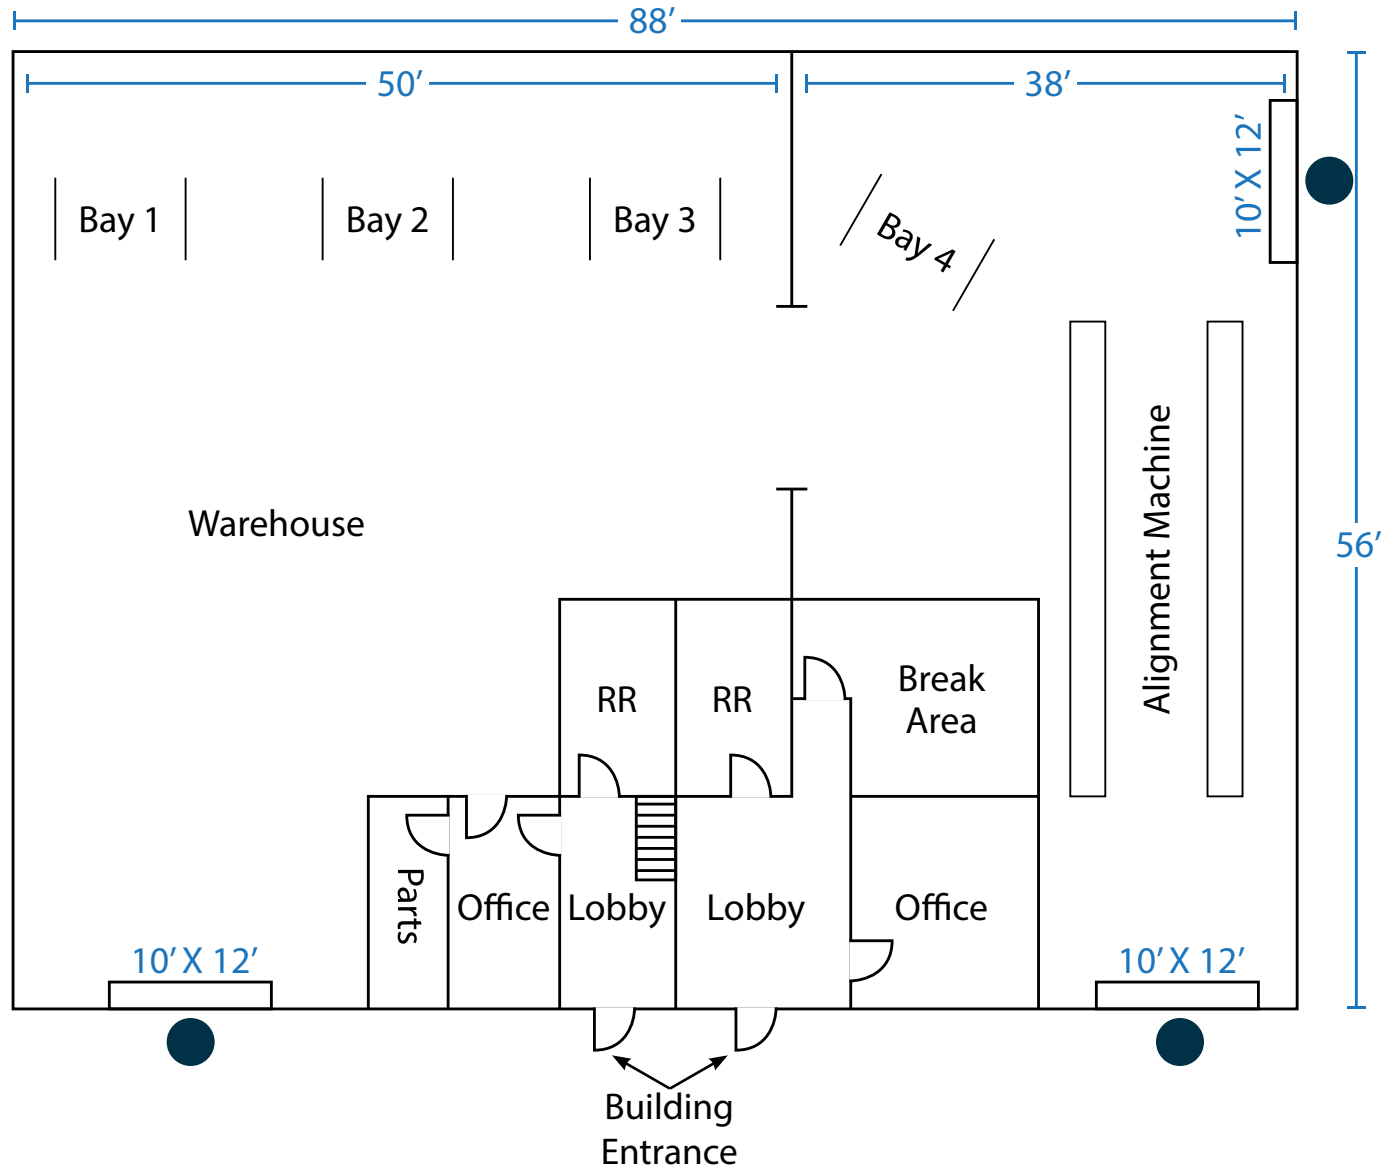 88’
50’
38’
10’ X 12’
Bay 1
Bay 2
Bay 3
Bay 4
Warehouse
Alignment Machine
56’
RR
RR
Break
Area
Parts
Office
Lobby
Lobby
Office
10’ X 12’
10’ X 12’
Building
Entrance